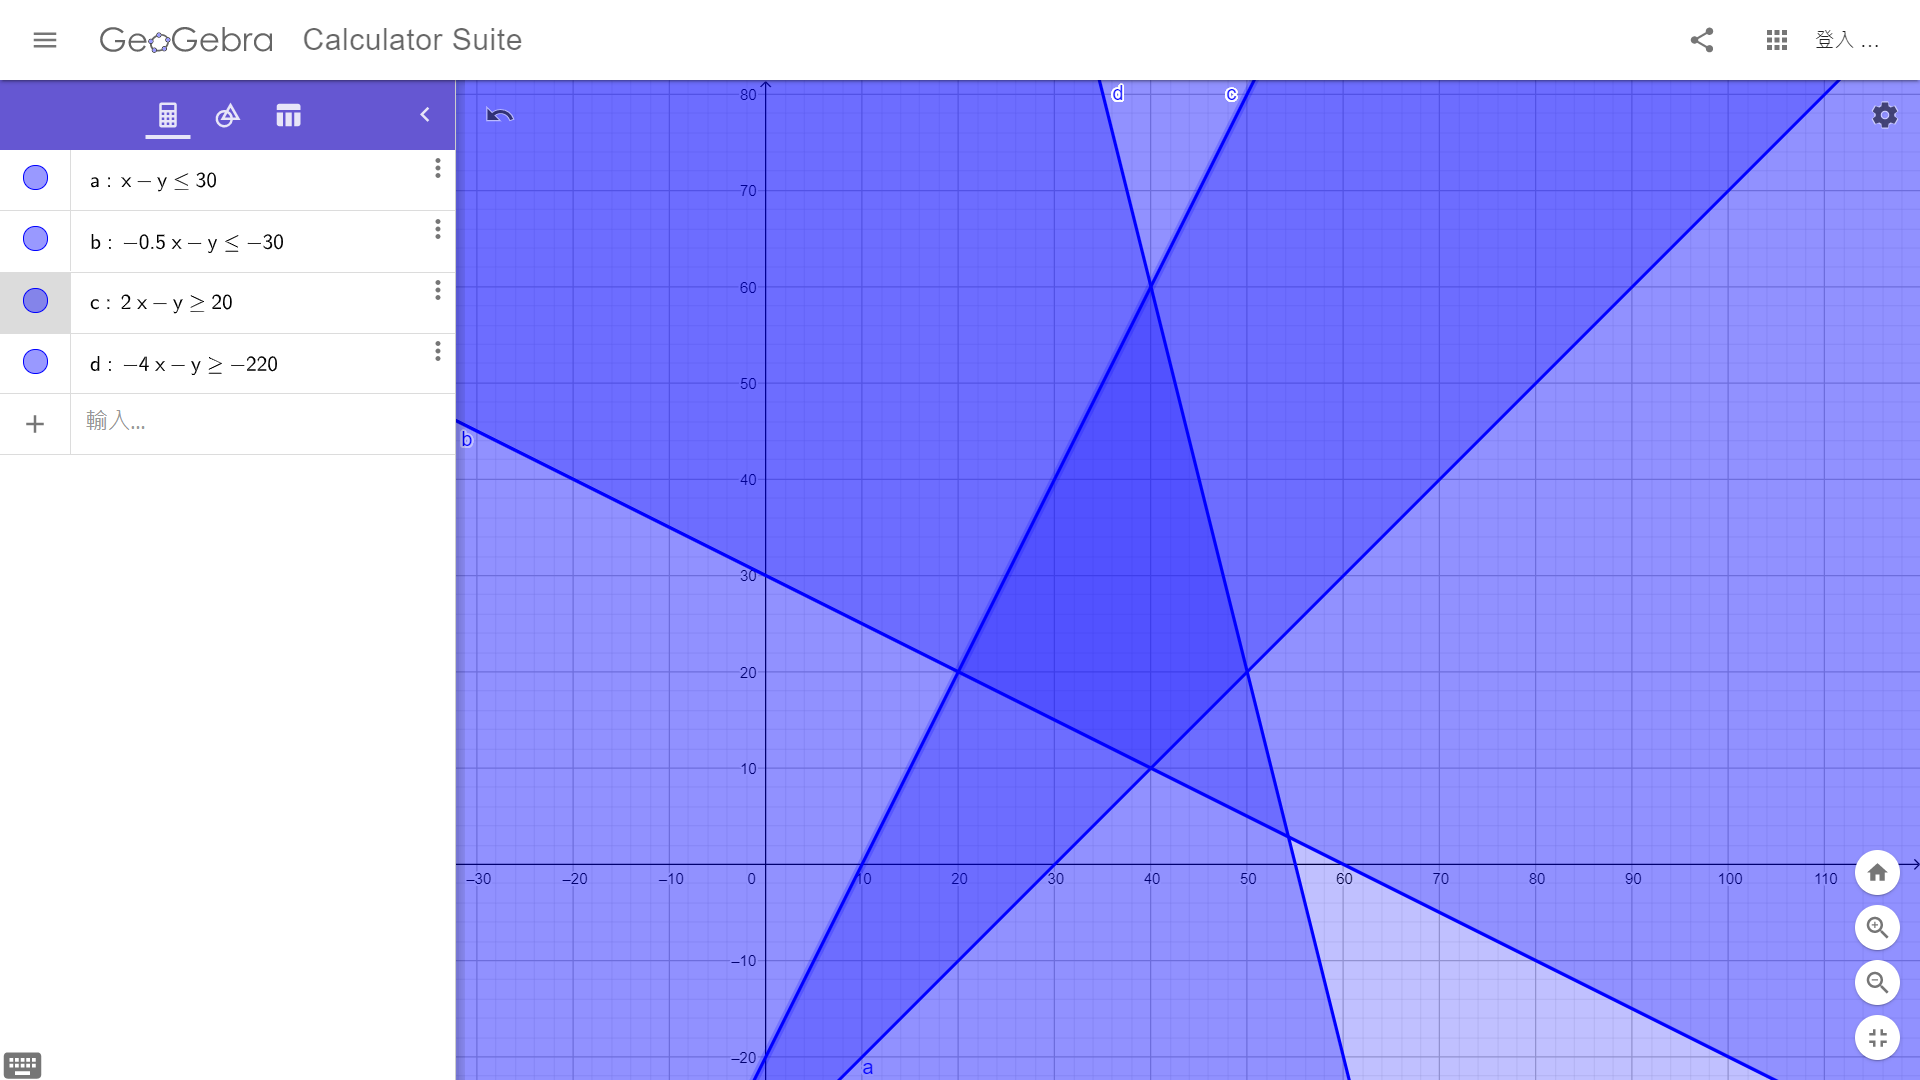 GeoGebra Calculator Suite 登入 ...
a : x − y ≤ 30
b : −0.5 x − y ≤ −30
c : 2 x − y ≥ 20
d : −4 x − y ≥ −220
輸入...
d c
80
70
60
50
40
b
30
20
10
–30 –20 –10 0 10 20 30 40 50 60 70 80 90 100 110
–10
–20
a